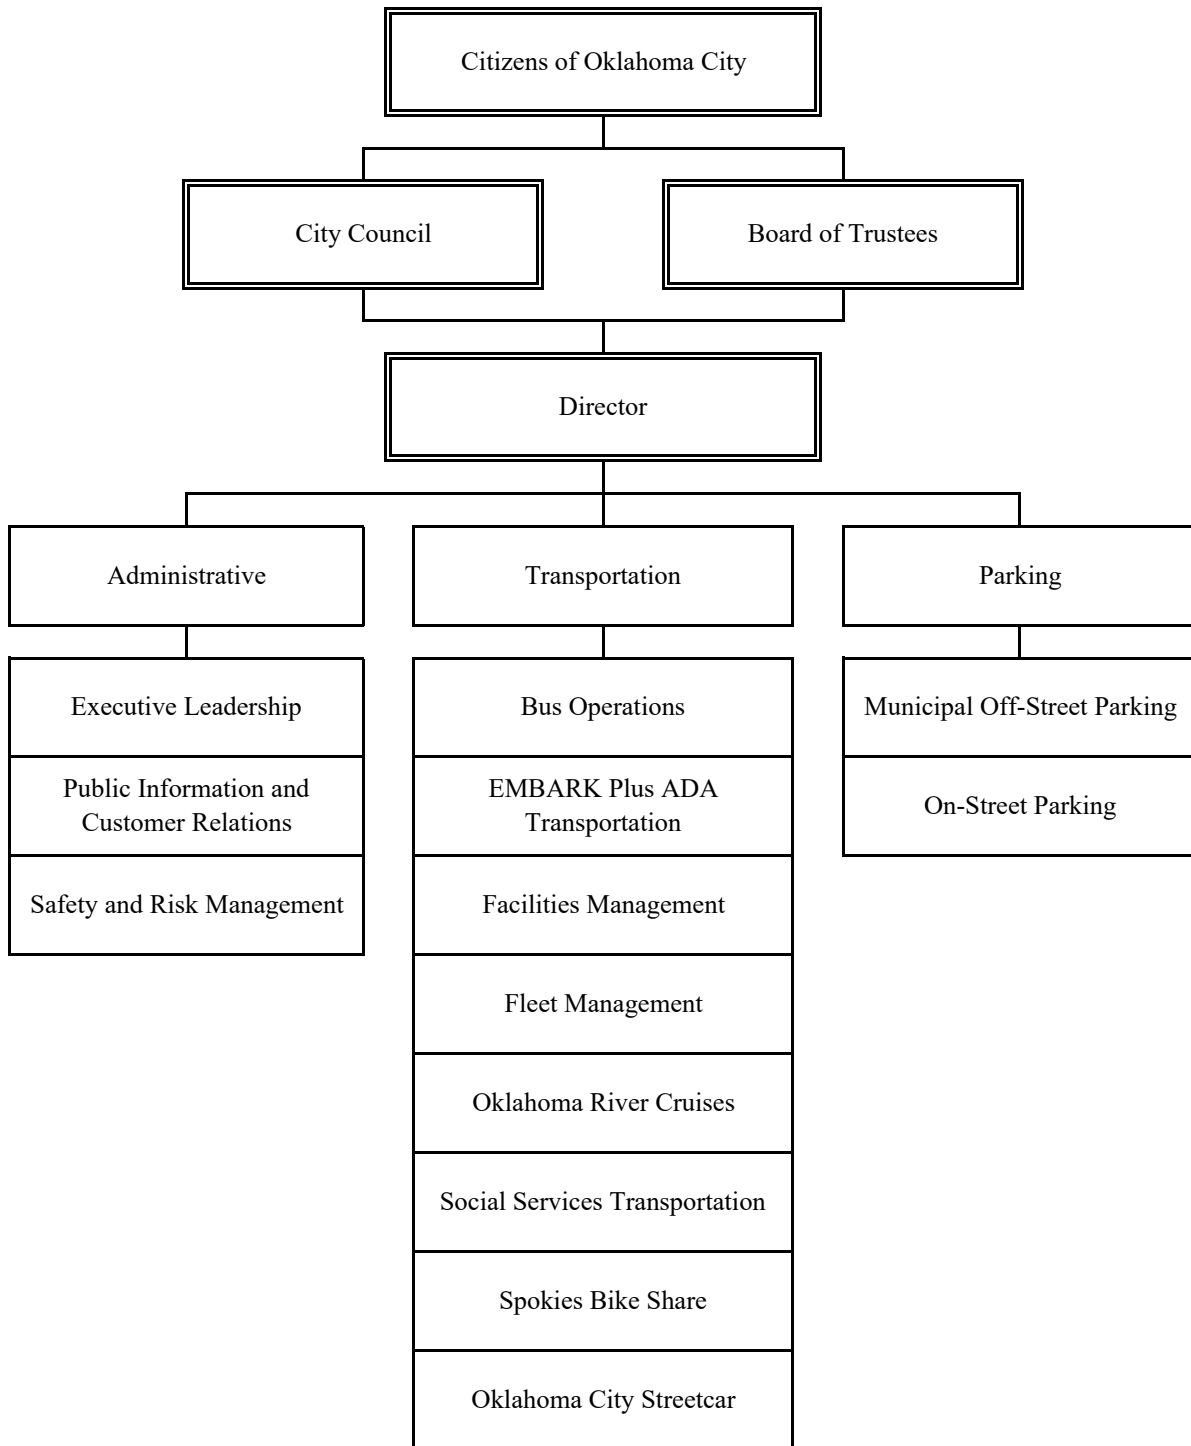 Citizens of Oklahoma City
City Council
Board of Trustees
Director
Administrative
Transportation
Parking
Executive Leadership
Public Information and
Customer Relations
Safety and Risk Management
Bus Operations
EMBARK Plus ADA
Transportation
Facilities Management
Fleet Management
Oklahoma River Cruises
Social Services Transportation
Spokies Bike Share
Oklahoma City Streetcar
Municipal Off-Street Parking
On-Street Parking